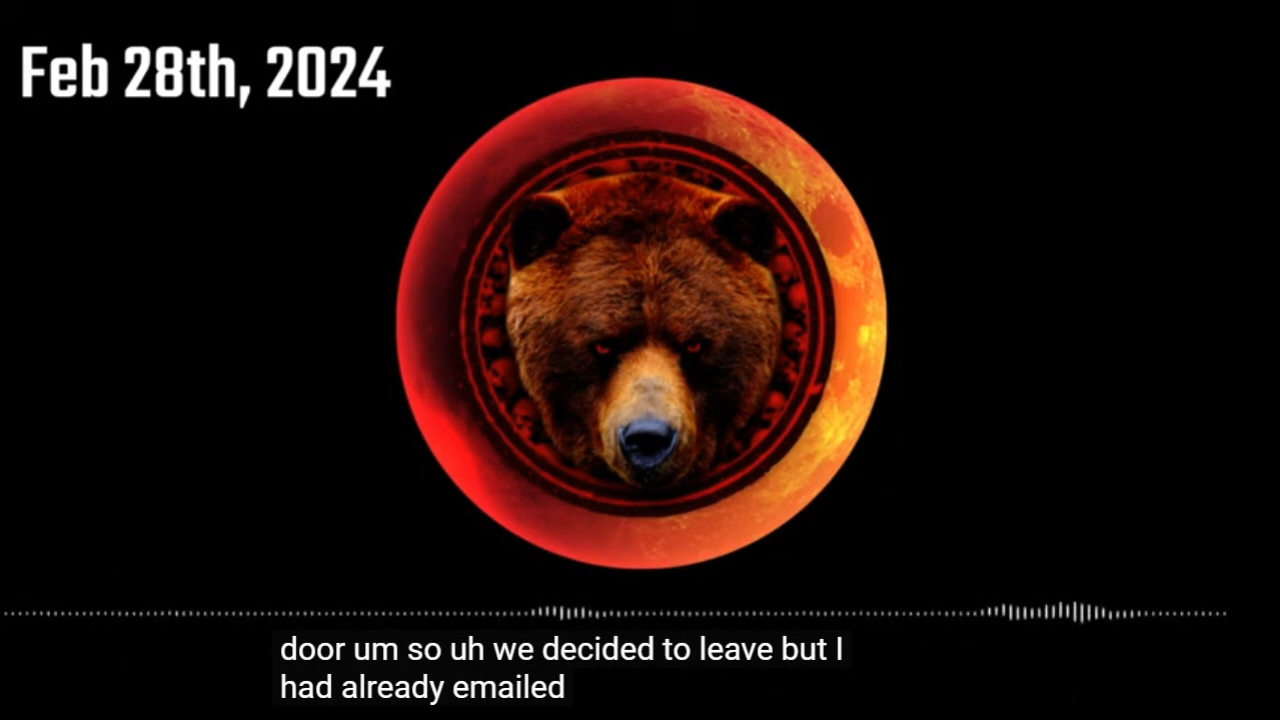 Feb 28th, 2024
door um so uh we decided to leave but I
had already emailed